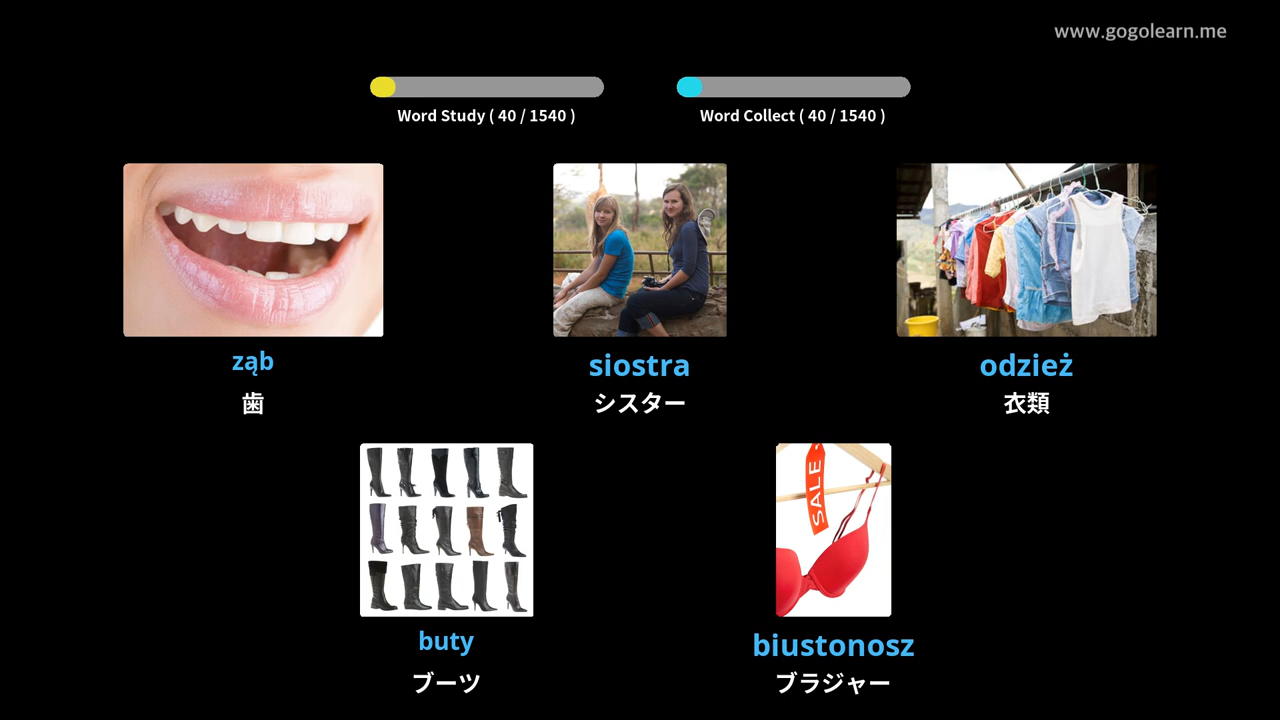 www.gogolearn.me
Word Study ( 40 / 1540 )
Word Collect ( 40 / 1540 )
ząb
歯
siostra
シスター
odzież
衣類
SALE
buty
ブーツ
biustonosz
ブラジャー